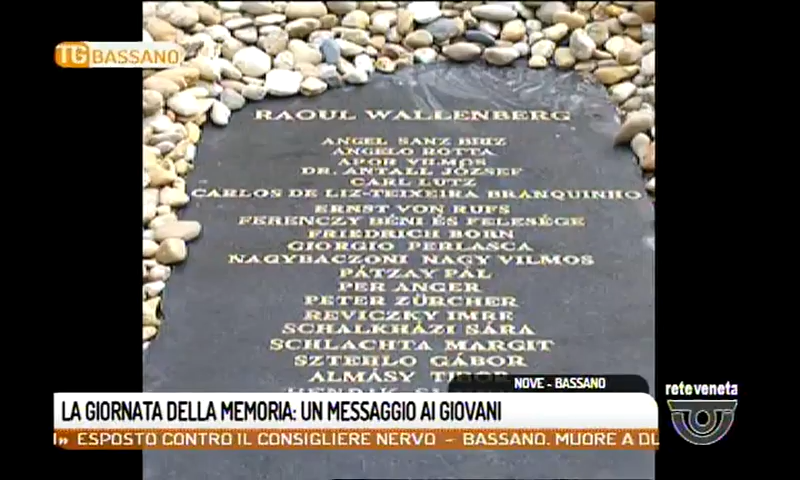 TG BASSANO
RAOUL WALLENBERG
ANGEL SANZ BRIZ
ANGELO ROTTA
APOR VILMOS
DR. ANTALL JÓZSEF
CARL LUTZ
CARLOS DE LIZ-TEIXEIRA BRANQUINHO
ERNST VON RUFS
FERENCZY BÉNI ÉS FELESÉGE
FRIEDRICH BORN
GIORGIO PERLASCA
NAGYBACZONI NAGY VILMOS
PÁTZAY PÁL
PER ANGER
PETER ZÜRCHER
REVICZKY IMRE
SCHALKHÁZI SÁRA
SCHLACHTA MARGIT
SZTEHLO GÁBOR
ALMÁSY
NOVE - BASSANO
reteveneta
LA GIORNATA DELLA MEMORIA: UN MESSAGGIO AI GIOVANI
ESPOSTO CONTRO IL CONSIGLIERE NERVO – BASSANO. MUORE A